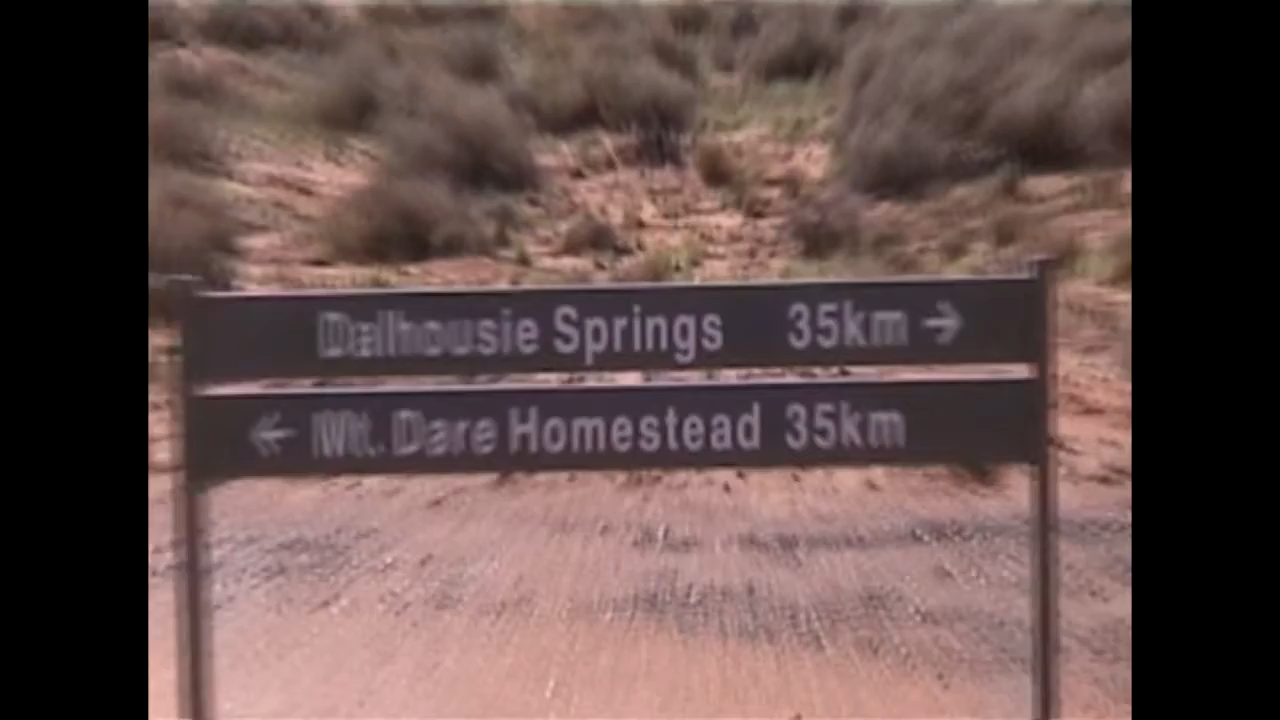 Dalhousie Springs 35km →
← Mt. Dare Homestead 35km